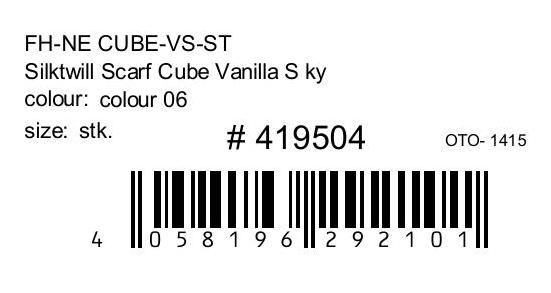 FH-NE CUBE-VS-ST
Silktwill Scarf Cube Vanilla S ky
colour: colour 06
size: stk.
# 419504
OTO- 1415
4 058196 292101